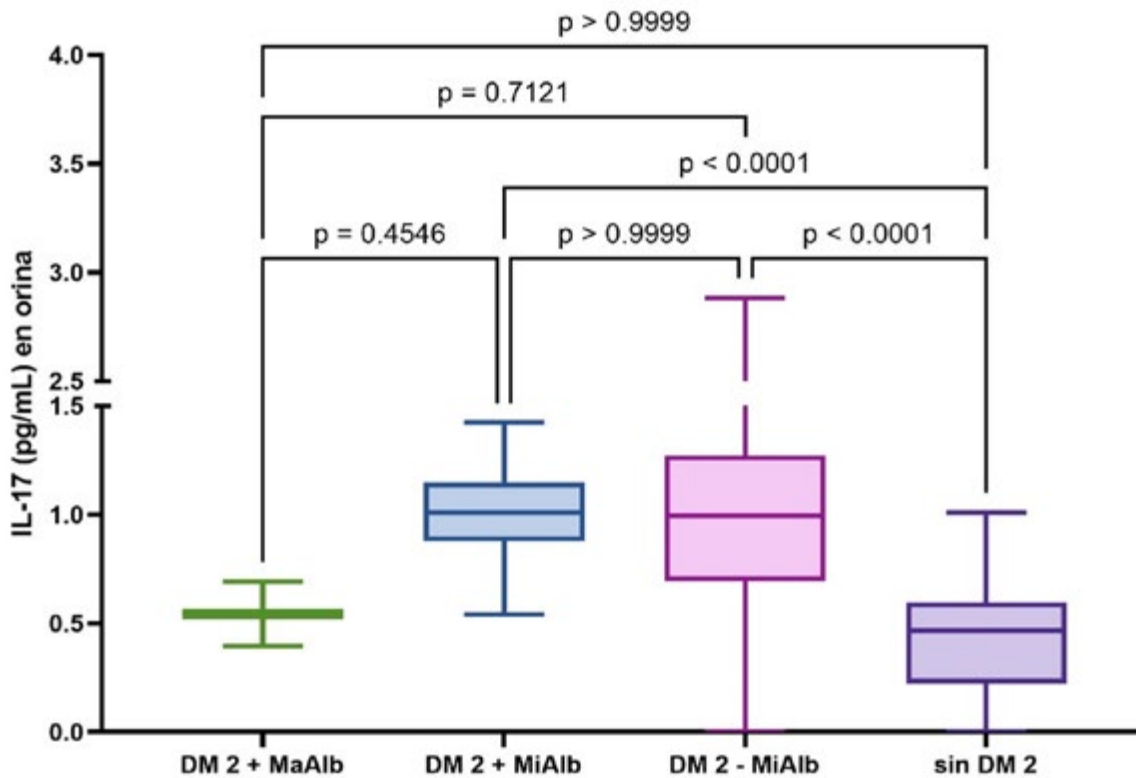 p > 0.9999
4.0
p = 0.7121
3.5
p < 0.0001
p = 0.4546 p > 0.9999 p < 0.0001
3.0
2.5
1.5
1.0
0.5
0.0
IL-17 (pg/mL) en orina
DM 2 + MaAlb DM 2 + MiAlb DM 2 - MiAlb sin DM 2